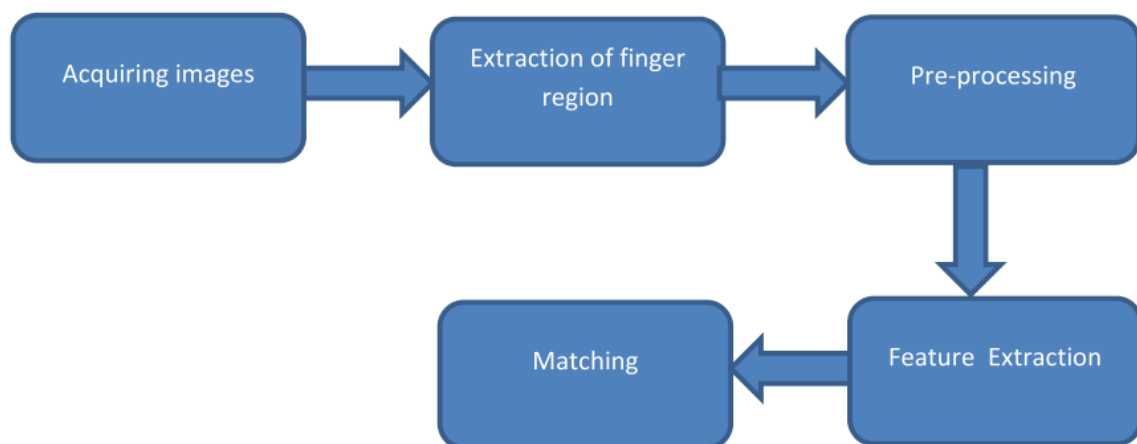 Acquiring images
Extraction of finger
region
Pre-processing
Feature  Extraction
Matching